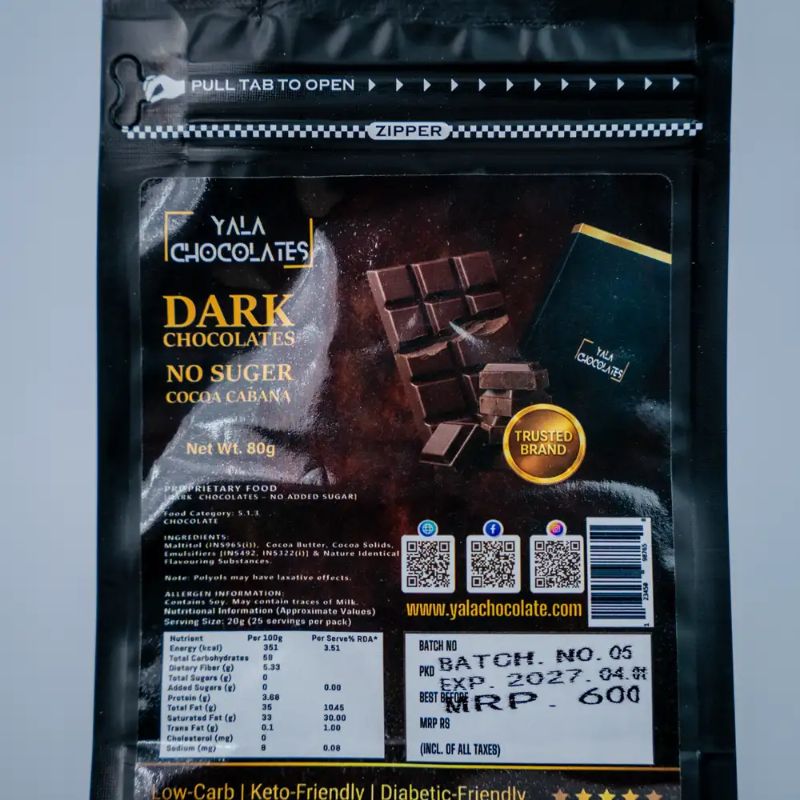 PULL TAB TO OPEN
ZIPPER
YALA
CHOCOLATES
DARK
CHOCOLATES
NO SUGER
COCOA CABANA
Net Wt. 80g
YALA
CHOCOLATES
TRUSTED
BRAND
PROPRIETARY FOOD
[DARK CHOCOLATES – NO ADDED SUGAR]
Food Category: 5.1.3.
CHOCOLATE
INGREDIENTS:
Maltitol (INS965(i)), Cocoa Butter, Cocoa Solids,
Emulsifiers [INS492, INS322(i)] & Nature Identical
Flavouring Substances.
Note: Polyols may have laxative effects.
ALLERGEN INFORMATION:
Contains Soy. May contain traces of Milk.
Nutritional Information (Approximate Values)
Serving Size: 20g (25 servings per pack)
www.yalachocolate.com
Nutrient Per 100g Per Serve% RDA*
Energy (kcal) 351 3.51
Total Carbohydrates 59
Dietary Fiber (g) 5.33
Total Sugars (g) 0
Added Sugars (g) 0 0.00
Protein (g) 3.68
Total Fat (g) 35 10.45
Saturated Fat (g) 33 30.00
Trans Fat (g) 0.1 1.00
Cholesterol (mg) 0
Sodium (mg) 8 0.08
BATCH NO
BATCH. NO. 05
PKD
EXP. 2027. 04.01
BEST BEFORE
MRP. 600
MRP RS
(INCL. OF ALL TAXES)
Low-Carb | Keto-Friendly | Diabetic-Friendly